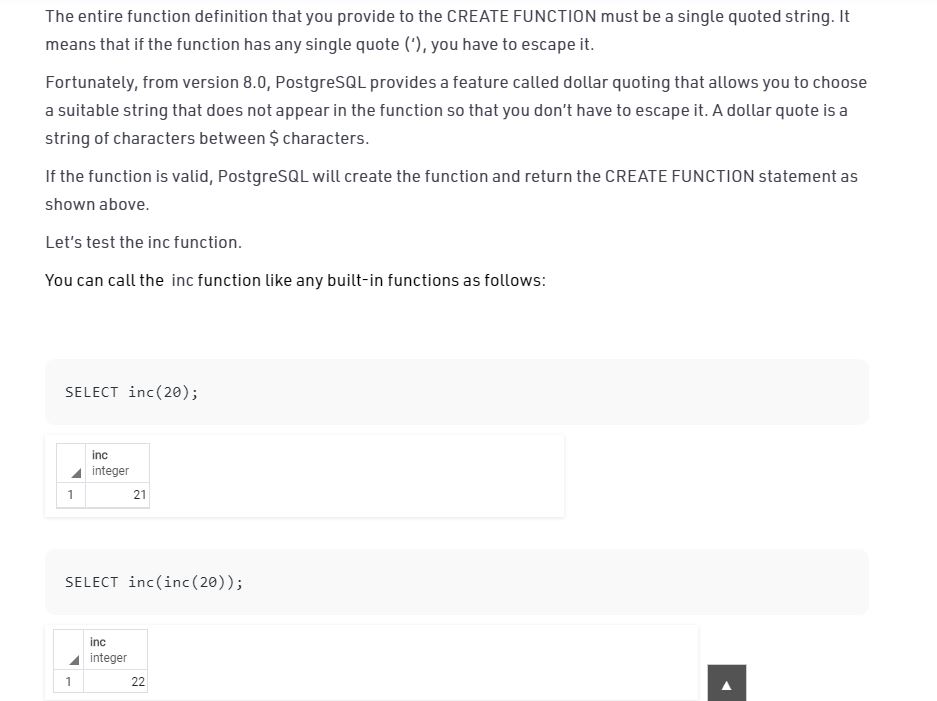 The entire function definition that you provide to the CREATE FUNCTION must be a single quoted string. It
means that if the function has any single quote (‘), you have to escape it.
Fortunately, from version 8.0, PostgreSQL provides a feature called dollar quoting that allows you to choose
a suitable string that does not appear in the function so that you don’t have to escape it. A dollar quote is a
string of characters between $ characters.
If the function is valid, PostgreSQL will create the function and return the CREATE FUNCTION statement as
shown above.
Let’s test the inc function.
You can call the inc function like any built-in functions as follows:
SELECT inc(20);
inc
integer
1 21
SELECT inc(inc(20));
inc
integer
1 22